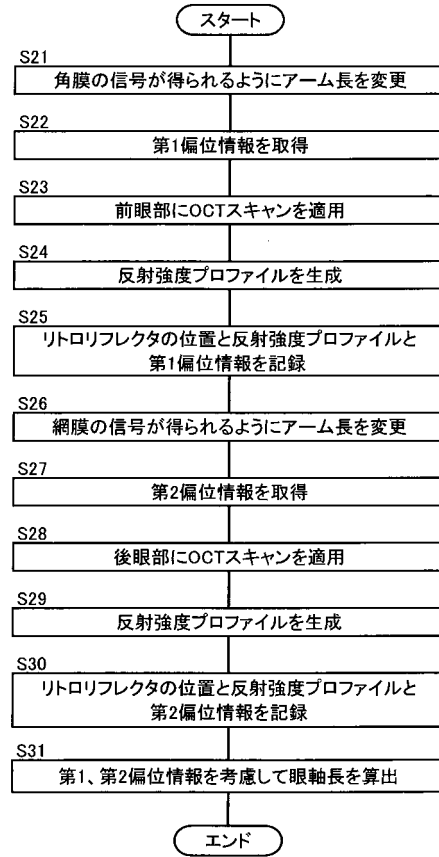 スタート
S21
角膜の信号が得られるようにアーム長を変更
S22
第1偏位情報を取得
S23
前眼部にOCTスキャンを適用
S24
反射強度プロファイルを生成
S25
リトロリフレクタの位置と反射強度プロファイルと
第1偏位情報を記録
S26
網膜の信号が得られるようにアーム長を変更
S27
第2偏位情報を取得
S28
後眼部にOCTスキャンを適用
S29
反射強度プロファイルを生成
S30
リトロリフレクタの位置と反射強度プロファイルと
第2偏位情報を記録
S31
第1、第2偏位情報を考慮して眼軸長を算出
エンド